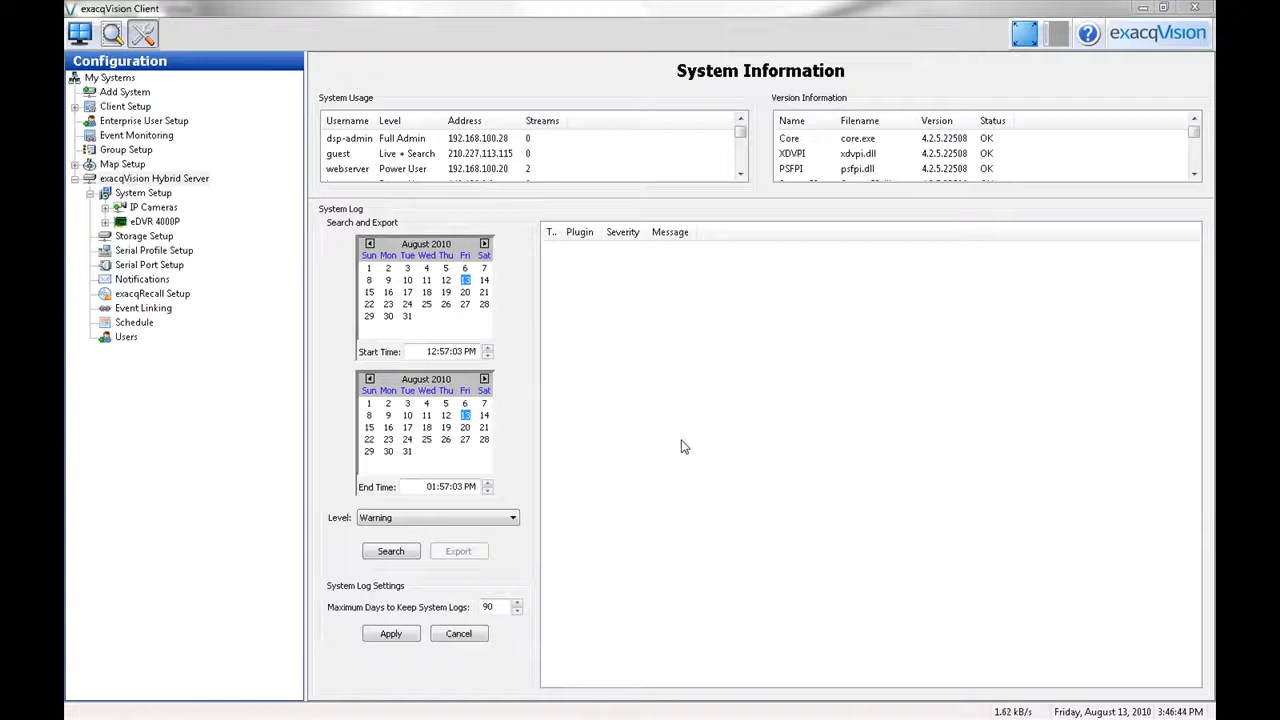 exacqVision Client
exacqVision
Configuration
My Systems
Add System
Client Setup
Enterprise User Setup
Event Monitoring
Group Setup
Map Setup
exacqVision Hybrid Server
System Setup
IP Cameras
eDVR 4000P
Storage Setup
Serial Profile Setup
Serial Port Setup
Notifications
exacqRecall Setup
Event Linking
Schedule
Users
System Information
System Usage
Username Level Address Streams
dsp-admin Full Admin 192.168.100.28 0
guest Live + Search 210.227.113.115 0
webserver Power User 192.168.100.20 2
Version Information
Name Filename Version Status
Core core.exe 4.2.5.22508 OK
XDVPI xdvpi.dll 4.2.5.22508 OK
PSFPI psfpi.dll 4.2.5.22508 OK
System Log
Search and Export
August 2010
Sun Mon Tue Wed Thu Fri Sat
1 2 3 4 5 6 7
8 9 10 11 12 13 14
15 16 17 18 19 20 21
22 23 24 25 26 27 28
29 30 31
Start Time: 12:57:03 PM
August 2010
Sun Mon Tue Wed Thu Fri Sat
1 2 3 4 5 6 7
8 9 10 11 12 13 14
15 16 17 18 19 20 21
22 23 24 25 26 27 28
29 30 31
End Time: 01:57:03 PM
Level: Warning
Search Export
System Log Settings
Maximum Days to Keep System Logs: 90
Apply Cancel
T.. Plugin Severity Message
1.62 kB/s Friday, August 13, 2010 3:46:44 PM